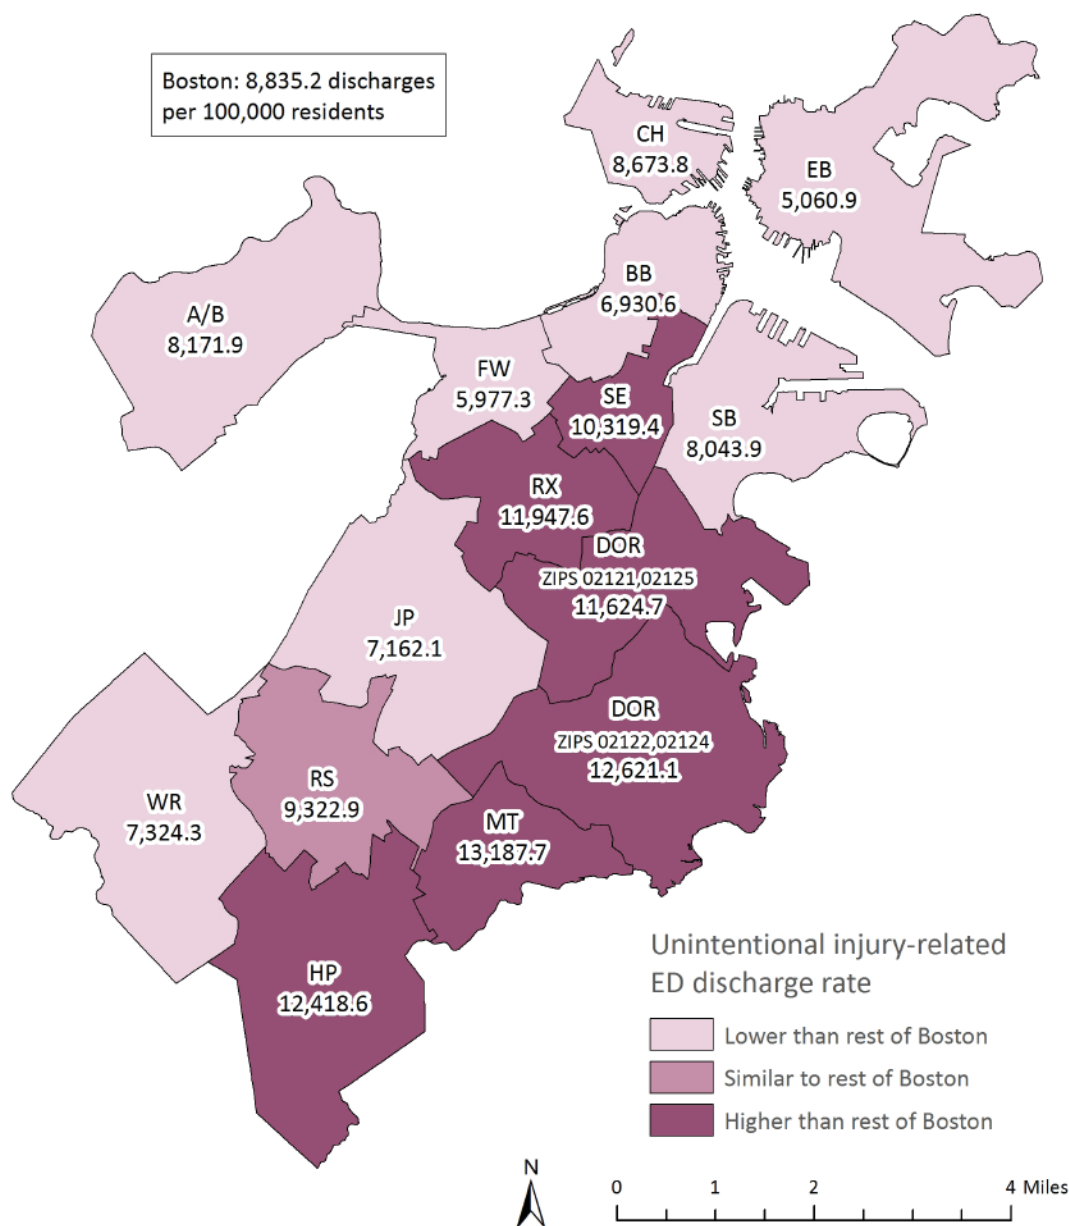 Boston: 8,835.2 discharges
per 100,000 residents
CH
8,673.8
EB
5,060.9
BB
6,930.6
A/B
8,171.9
FW
5,977.3
SE
10,319.4
SB
8,043.9
RX
11,947.6
DOR
ZIPS 02121,02125
11,624.7
JP
7,162.1
DOR
ZIPS 02122,02124
12,621.1
RS
9,322.9
WR
7,324.3
MT
13,187.7
HP
12,418.6
Unintentional injury-related
ED discharge rate
Lower than rest of Boston
Similar to rest of Boston
Higher than rest of Boston
N
0 1 2 4 Miles